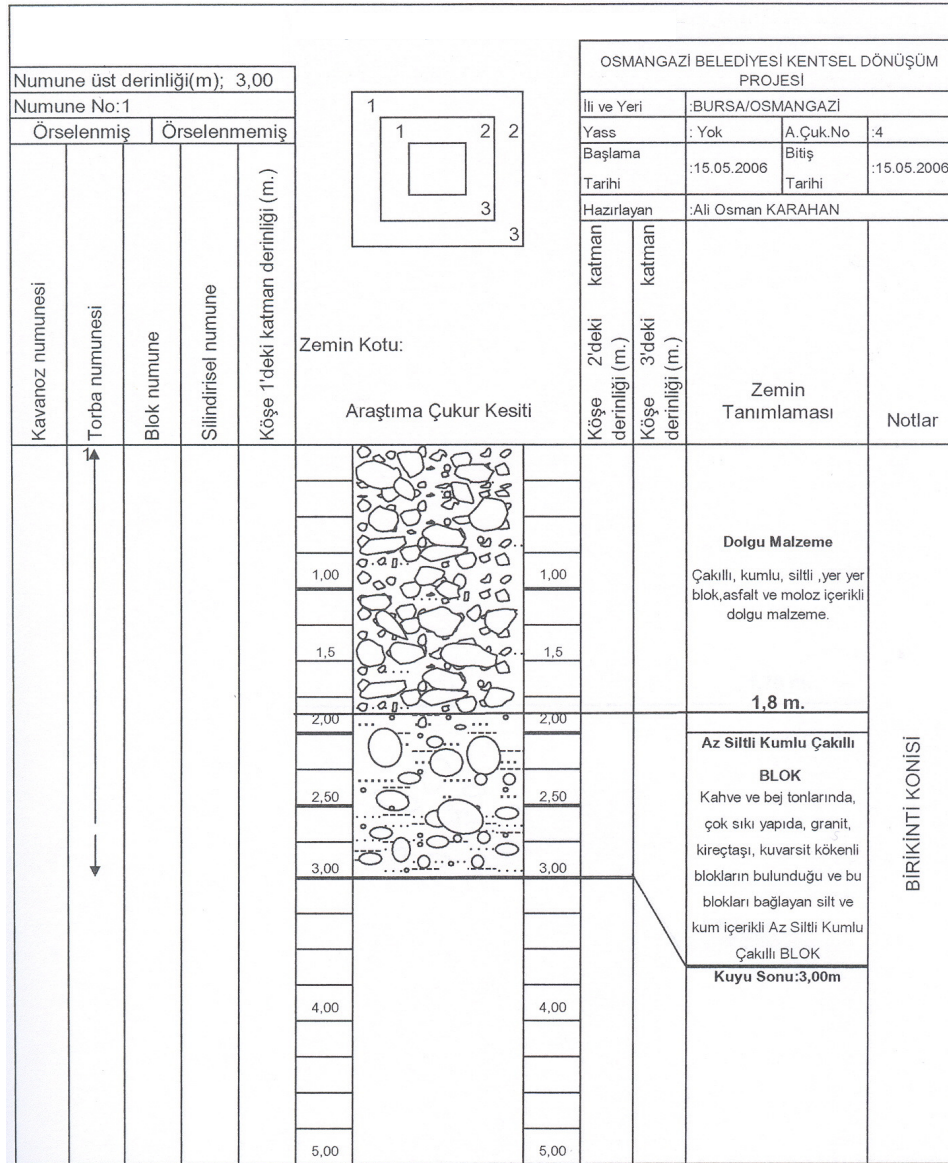 Numune üst derinliği(m); 3,00
Numune No:1
Örselenmiş Örselenmemiş
Kavanoz numunesi
Torba numunesi
Blok numune
Silindirisel numune
Köşe 1'deki katman derinliği (m.)
1
1 2 2
3
3
Zemin Kotu:
Araştıma Çukur Kesiti
OSMANGAZİ BELEDİYESİ KENTSEL DÖNÜŞÜM
PROJESİ
İli ve Yeri :BURSA/OSMANGAZİ
Yass : Yok A.Çuk.No :4
Başlama Tarihi :15.05.2006 Bitiş Tarihi :15.05.2006
Hazırlayan :Ali Osman KARAHAN
Köşe 2'deki katman
derinliği (m.)
Köşe 3'deki katman
derinliği (m.)
Zemin
Tanımlaması
Notlar
1
1,00 1,00
1,5 1,5
2,00 2,00
2,50 2,50
3,00 3,00
4,00 4,00
5,00 5,00
Dolgu Malzeme
Çakıllı, kumlu, siltli ,yer yer
blok,asfalt ve moloz içerikli
dolgu malzeme.
1,8 m.
Az Siltli Kumlu Çakıllı
BLOK
Kahve ve bej tonlarında,
çok sıkı yapıda, granit,
kireçtaşı, kuvarsit kökenli
blokların bulunduğu ve bu
blokları bağlayan silt ve
kum içerikli Az Siltli Kumlu
Çakıllı BLOK
Kuyu Sonu:3,00m
BİRİKİNTİ KONİSİ